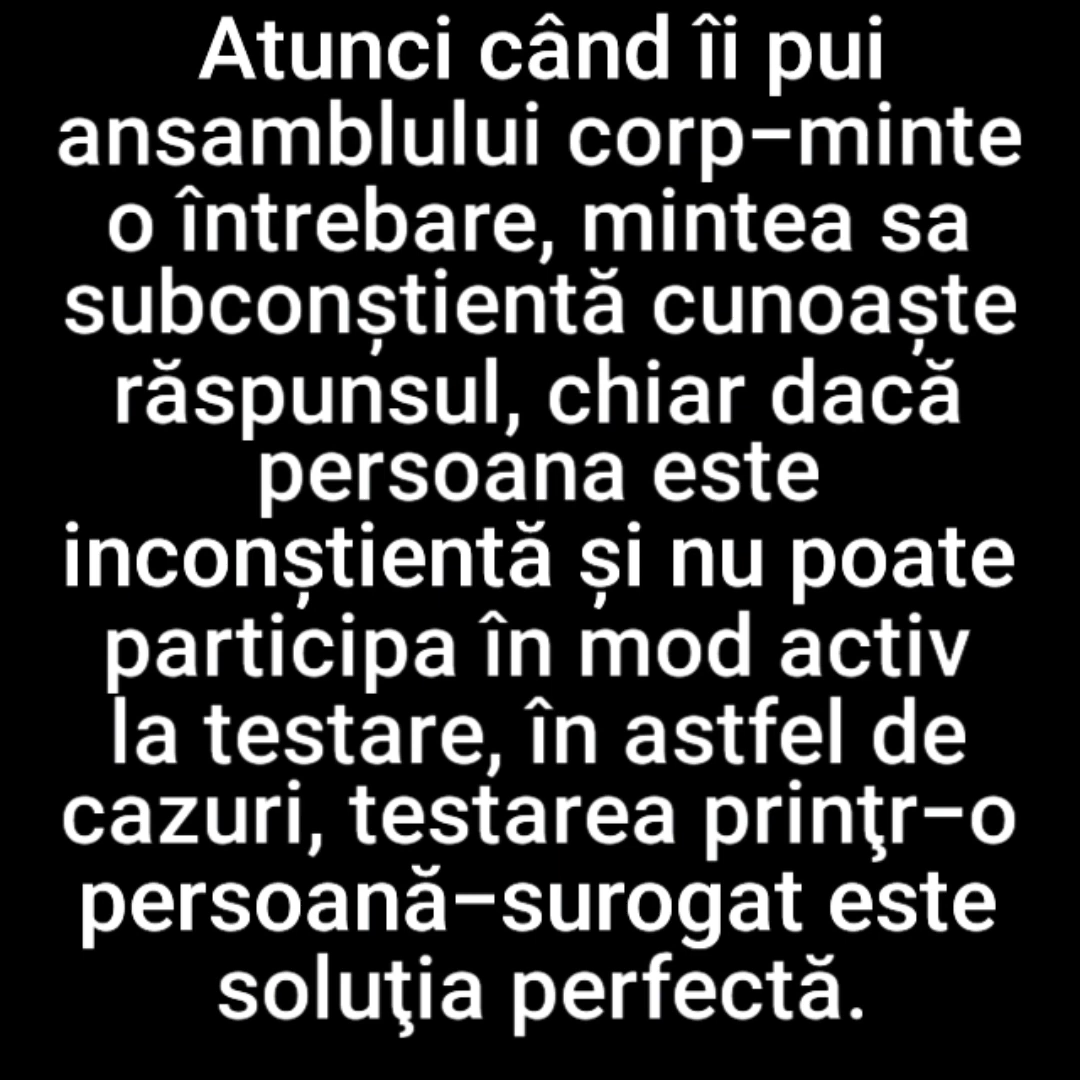 Atunci când îi pui
ansamblului corp-minte
o întrebare, mintea sa
subconștientă cunoaște
răspunsul, chiar dacă
persoana este
inconștientă și nu poate
participa în mod activ
la testare, în astfel de
cazuri, testarea prinţr-o
persoană-surogat este
soluţia perfectă.